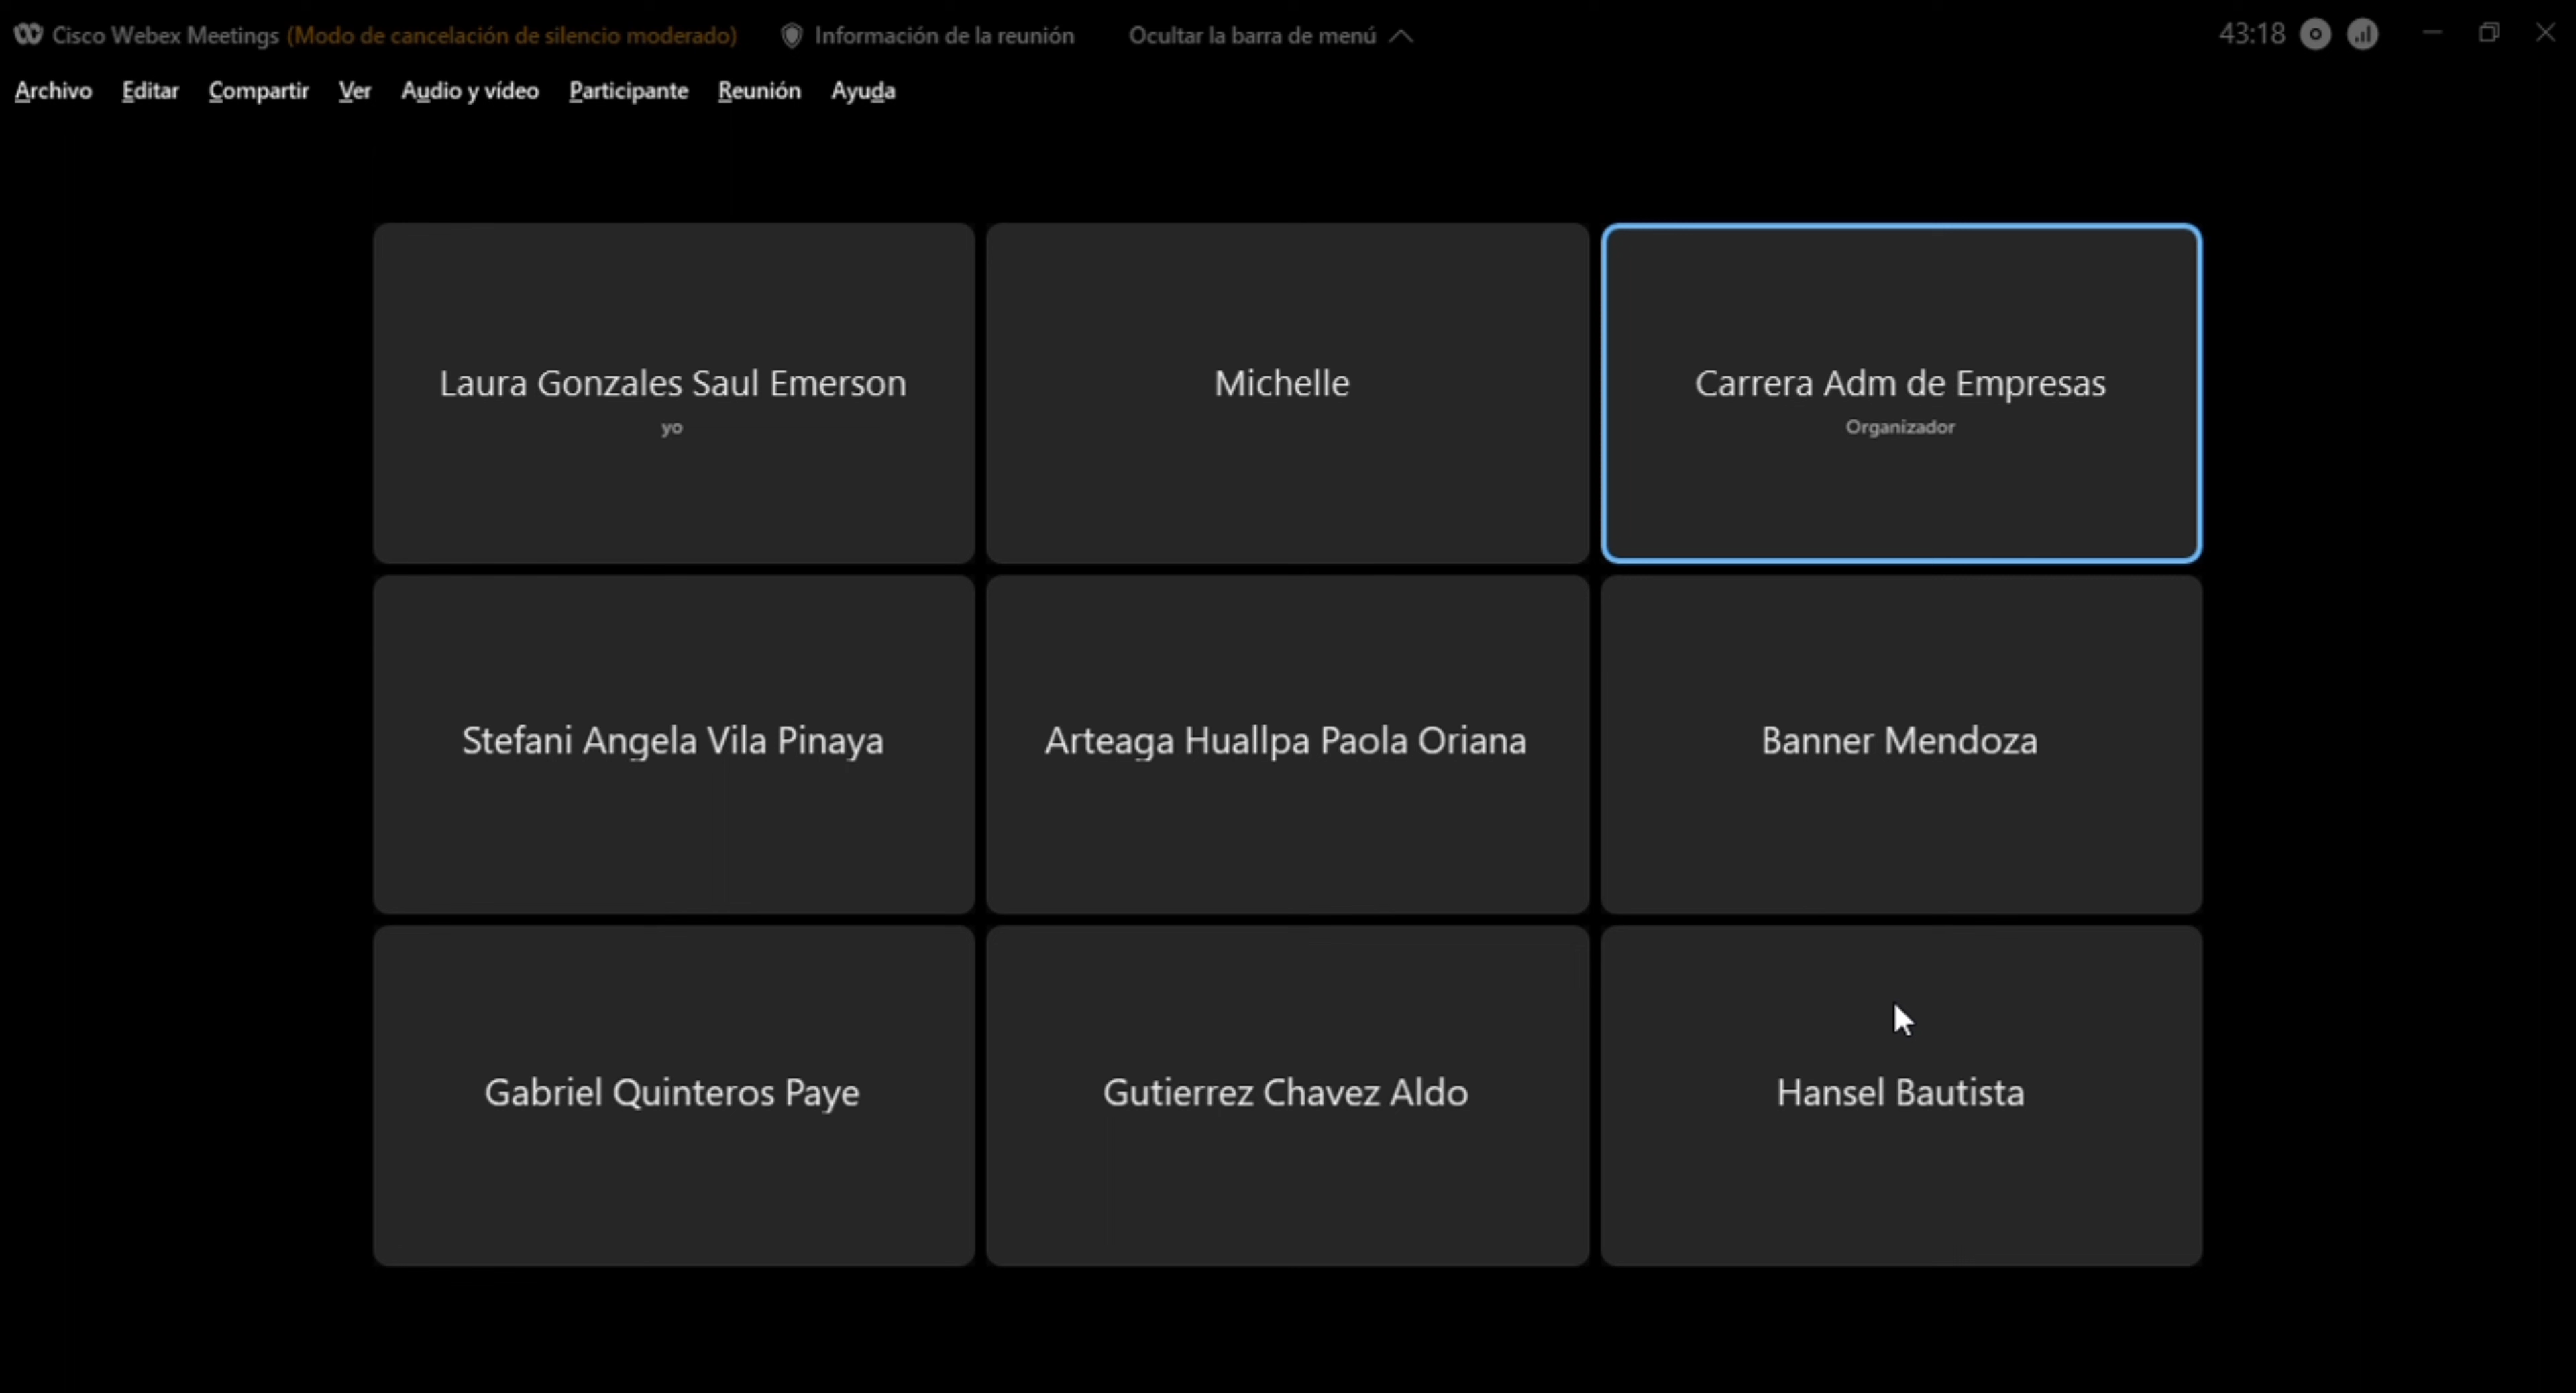 Cisco Webex Meetings (Modo de cancelación de silencio moderado) Información de la reunión Ocultar la barra de menú 43:18
Archivo Editar Compartir Ver Audio y vídeo Participante Reunión Ayuda
Laura Gonzales Saul Emerson
yo
Michelle
Carrera Adm de Empresas
Organizador
Stefani Angela Vila Pinaya
Arteaga Huallpa Paola Oriana
Banner Mendoza
Gabriel Quinteros Paye
Gutierrez Chavez Aldo
Hansel Bautista